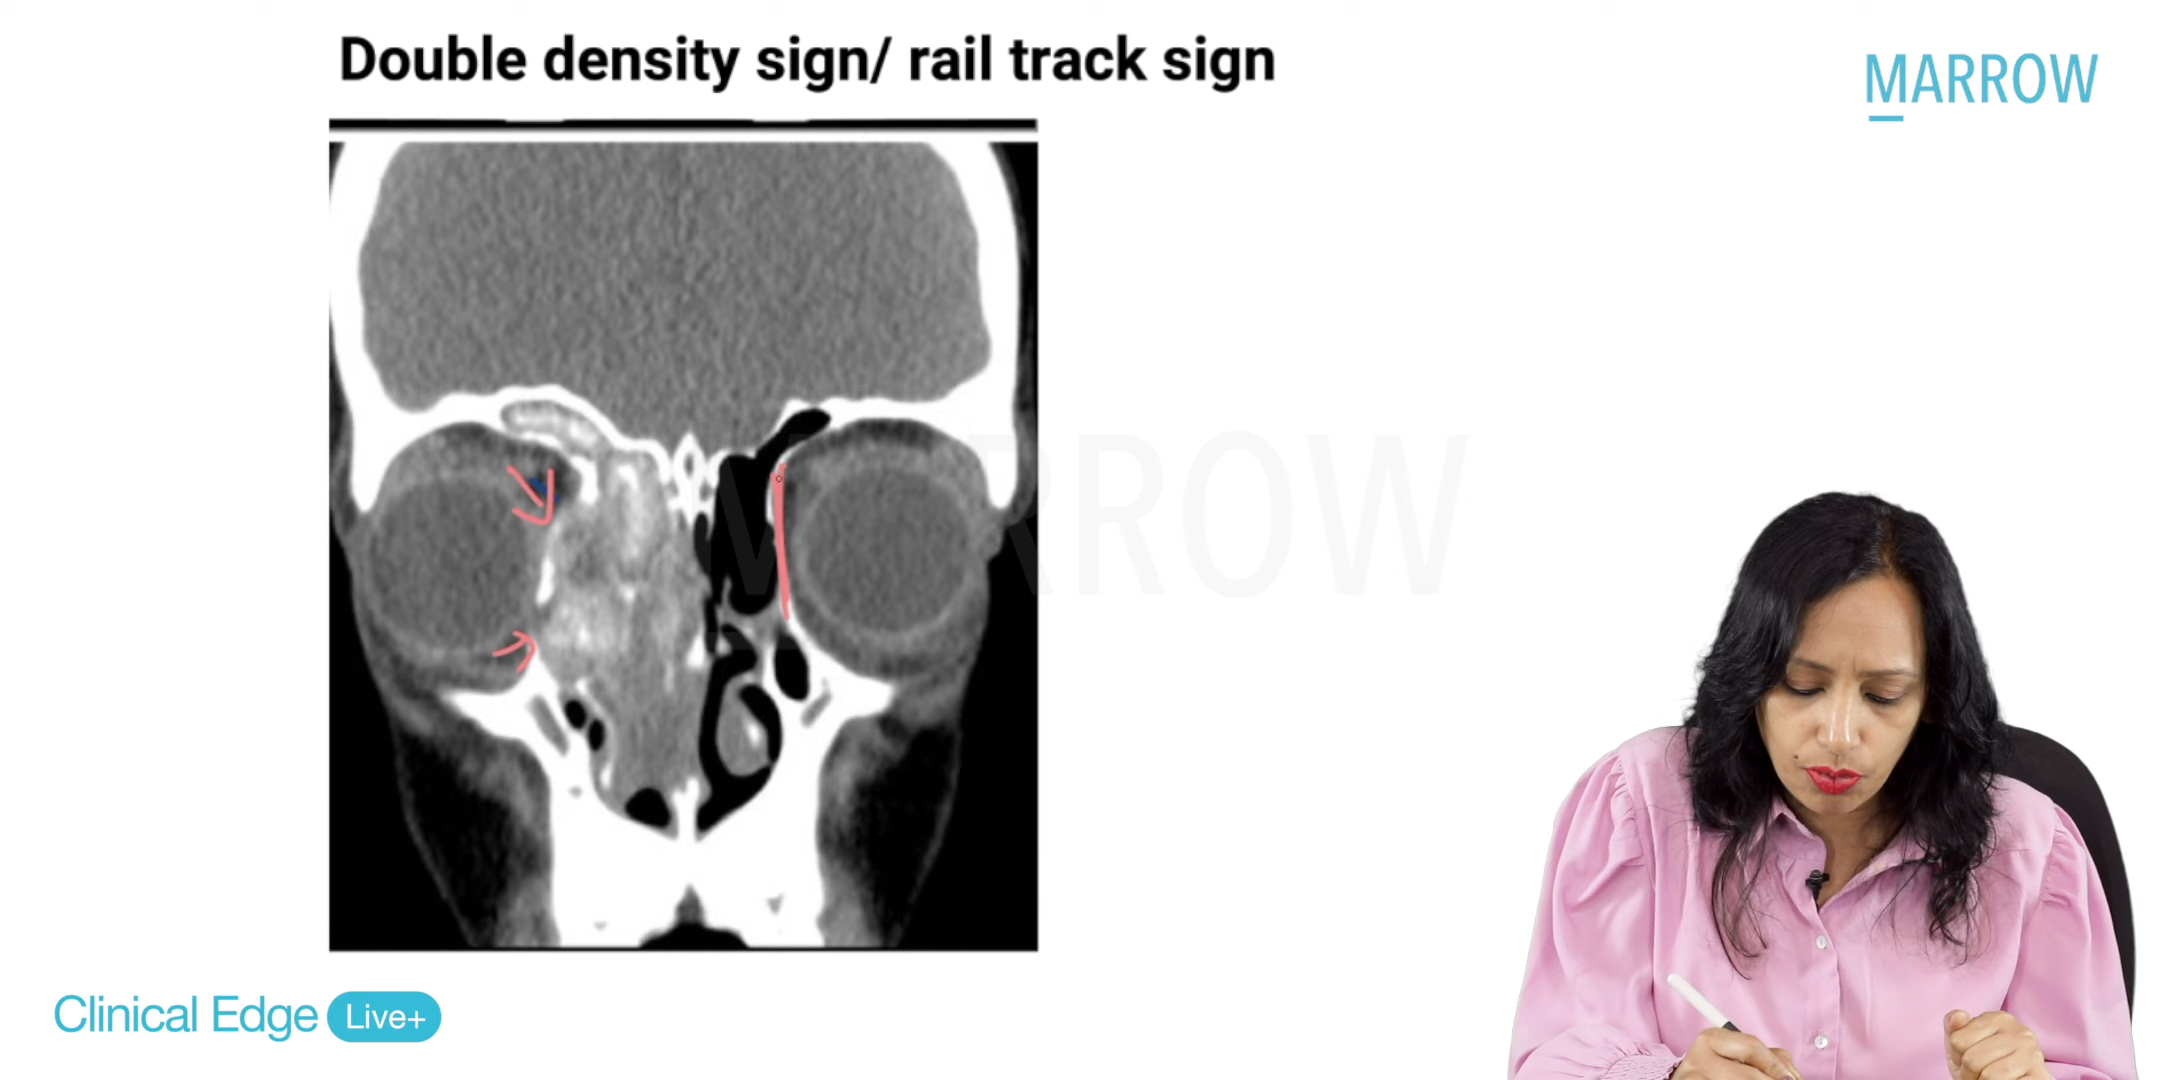 Double density sign/ rail track sign
MARROW
MARROW
Clinical Edge Live+